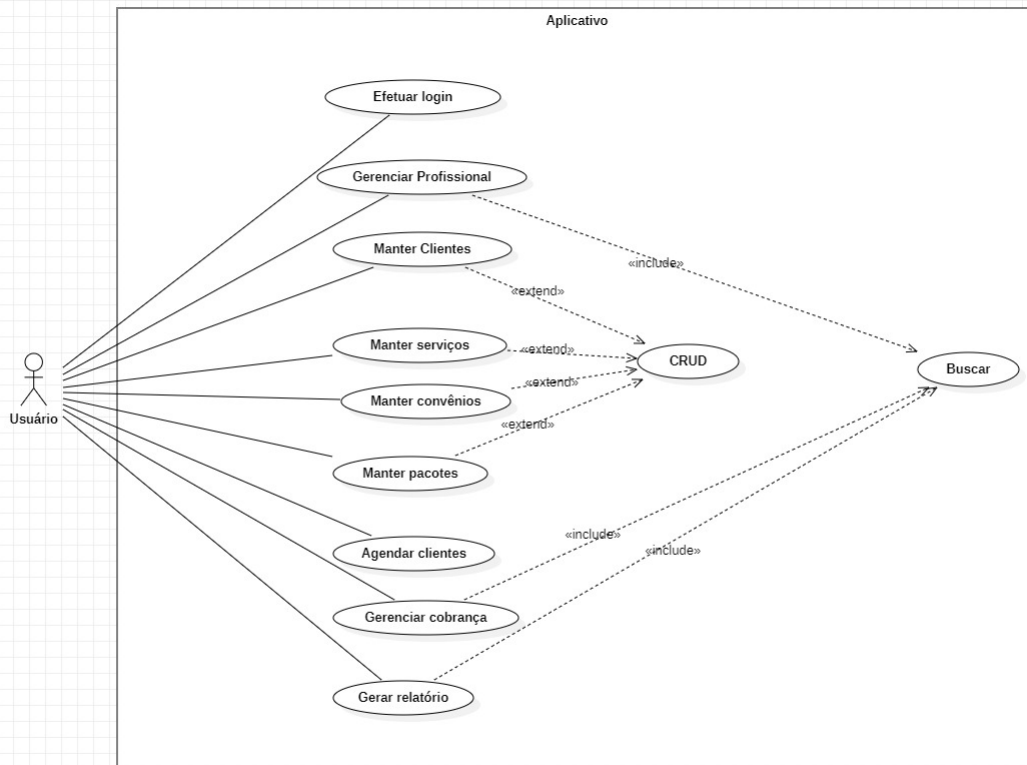 Aplicativo
Efetuar login
Gerenciar Profissional
Manter Clientes
«include»
«extend»
Manter serviços
«extend»
CRUD
Buscar
«extend»
Manter convênios
Usuário
«extend»
Manter pacotes
«include»
Agendar clientes
«include»
Gerenciar cobrança
Gerar relatório